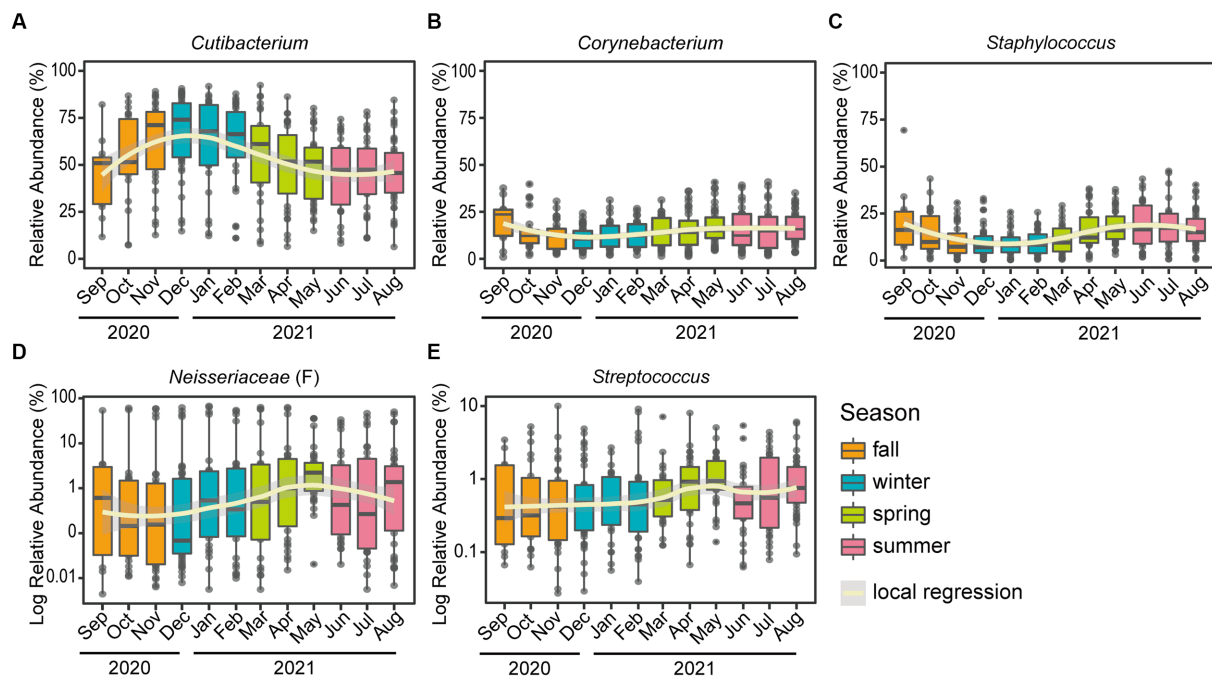 A
Cutibacterium
Relative Abundance (%)
100
75
50
25
0
Sep Oct Nov Dec Jan Feb Mar Apr May Jun Jul Aug
2020 2021
B
Corynebacterium
Relative Abundance (%)
100
75
50
25
0
Sep Oct Nov Dec Jan Feb Mar Apr May Jun Jul Aug
2020 2021
C
Staphylococcus
Relative Abundance (%)
100
75
50
25
0
Sep Oct Nov Dec Jan Feb Mar Apr May Jun Jul Aug
2020 2021
D
Neisseriaceae (F)
Log Relative Abundance (%)
100
10
1
0
0.01
Sep Oct Nov Dec Jan Feb Mar Apr May Jun Jul Aug
2020 2021
E
Streptococcus
Log Relative Abundance (%)
10
1
0.1
Sep Oct Nov Dec Jan Feb Mar Apr May Jun Jul Aug
2020 2021
Season
fall
winter
spring
summer
local regression